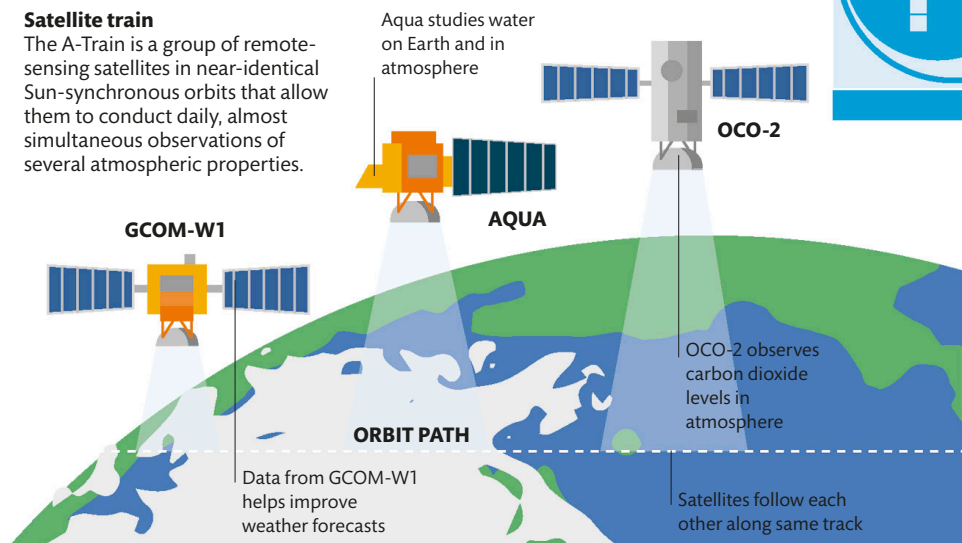 Satellite train
The A-Train is a group of remote-
sensing satellites in near-identical
Sun-synchronous orbits that allow
them to conduct daily, almost
simultaneous observations of
several atmospheric properties.
Aqua studies water
on Earth and in
atmosphere
OCO-2
AQUA
GCOM-W1
OCO-2 observes
carbon dioxide
levels in
atmosphere
ORBIT PATH
Data from GCOM-W1
helps improve
weather forecasts
Satellites follow each
other along same track